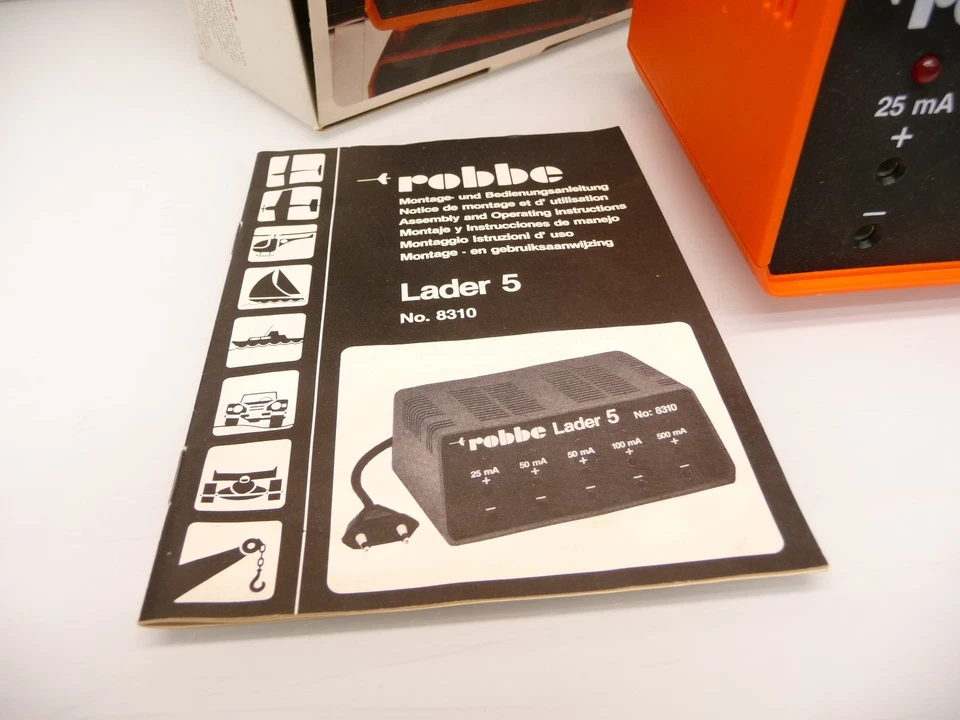 robbe
Montage- und Bedienungsanleitung
Notice de montage et d' utilisation
Assembly and Operating instructions
Montaje y Instrucciones de manejo
Montaggio Istruzioni d' uso
Montage - en gebruiksaanwijzing
Lader 5
No. 8310
robbe Lader 5 No: 8310
25 mA 50 mA 50 mA 100 mA 500 mA
+ + + + +
– – – – –
25 mA
+
–